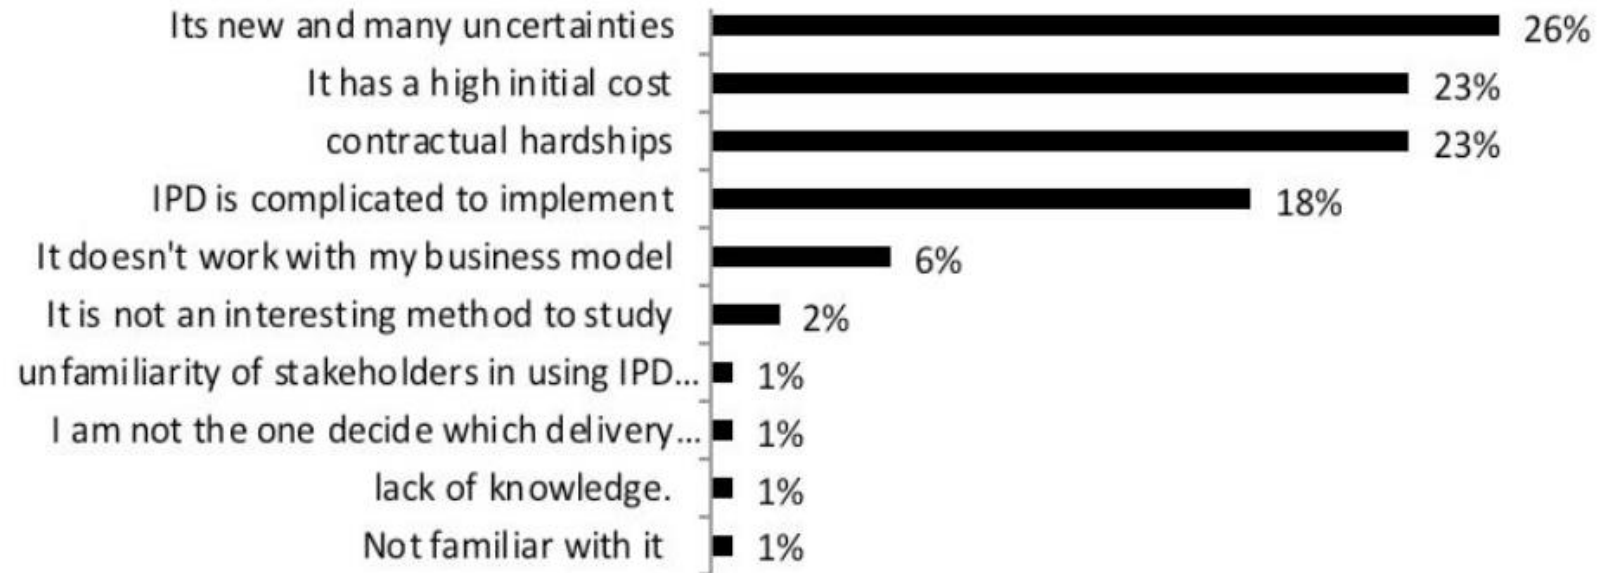 Its new and many uncertainties 26%
It has a high initial cost 23%
contractual hardships 23%
IPD is complicated to implement 18%
It doesn't work with my business model 6%
It is not an interesting method to study 2%
unfamiliarity of stakeholders in using IPD... 1%
I am not the one decide which delivery... 1%
lack of knowledge. 1%
Not familiar with it 1%